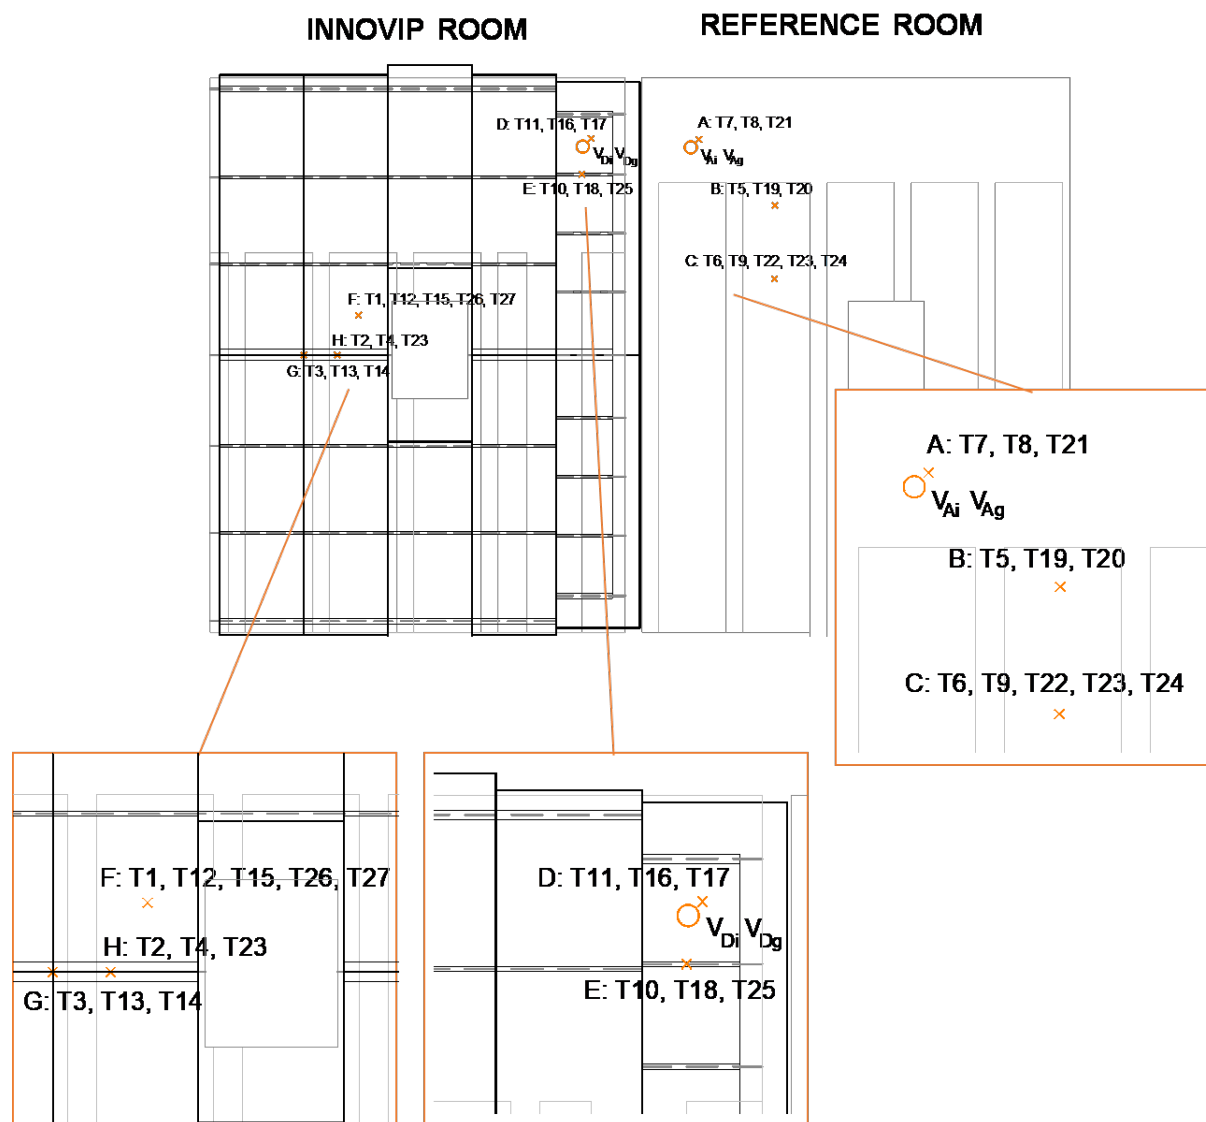 INNOVIP ROOM
REFERENCE ROOM
D: T11, T16, T17
V_Di V_Dg
E: T10, T18, T25
A: T7, T8, T21
V_Ai V_Ag
B: T5, T19, T20
C: T6, T9, T22, T23, T24
F: T1, T12, T15, T26, T27
H: T2, T4, T23
G: T3, T13, T14
A: T7, T8, T21
V_Ai V_Ag
B: T5, T19, T20
C: T6, T9, T22, T23, T24
F: T1, T12, T15, T26, T27
H: T2, T4, T23
G: T3, T13, T14
D: T11, T16, T17
V_Di V_Dg
E: T10, T18, T25